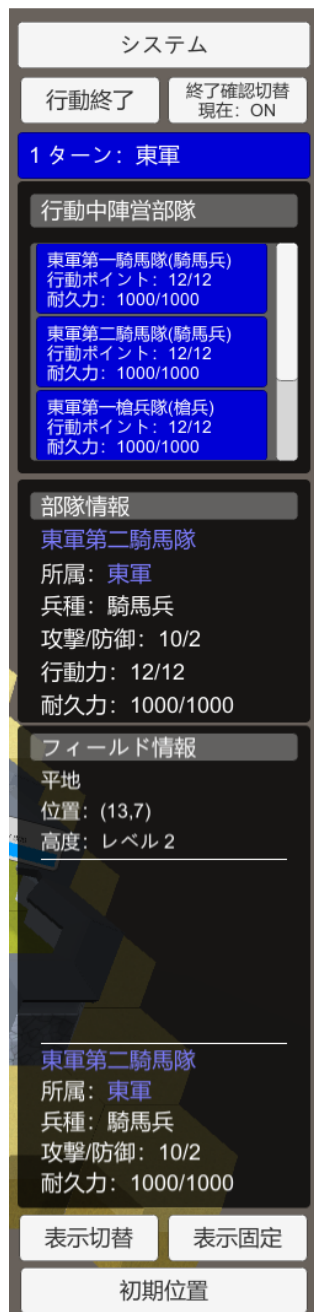 システム
行動終了
終了確認切替
現在：ON
1 ターン：東軍
行動中陣営部隊
東軍第一騎馬隊(騎馬兵)
行動ポイント：12/12
耐久力：1000/1000
東軍第二騎馬隊(騎馬兵)
行動ポイント：12/12
耐久力：1000/1000
東軍第一槍兵隊(槍兵)
行動ポイント：12/12
耐久力：1000/1000
部隊情報
東軍第二騎馬隊
所属：東軍
兵種：騎馬兵
攻撃/防御：10/2
行動力：12/12
耐久力：1000/1000
フィールド情報
平地
位置：(13,7)
高度：レベル 2
東軍第二騎馬隊
所属：東軍
兵種：騎馬兵
攻撃/防御：10/2
耐久力：1000/1000
表示切替
表示固定
初期位置